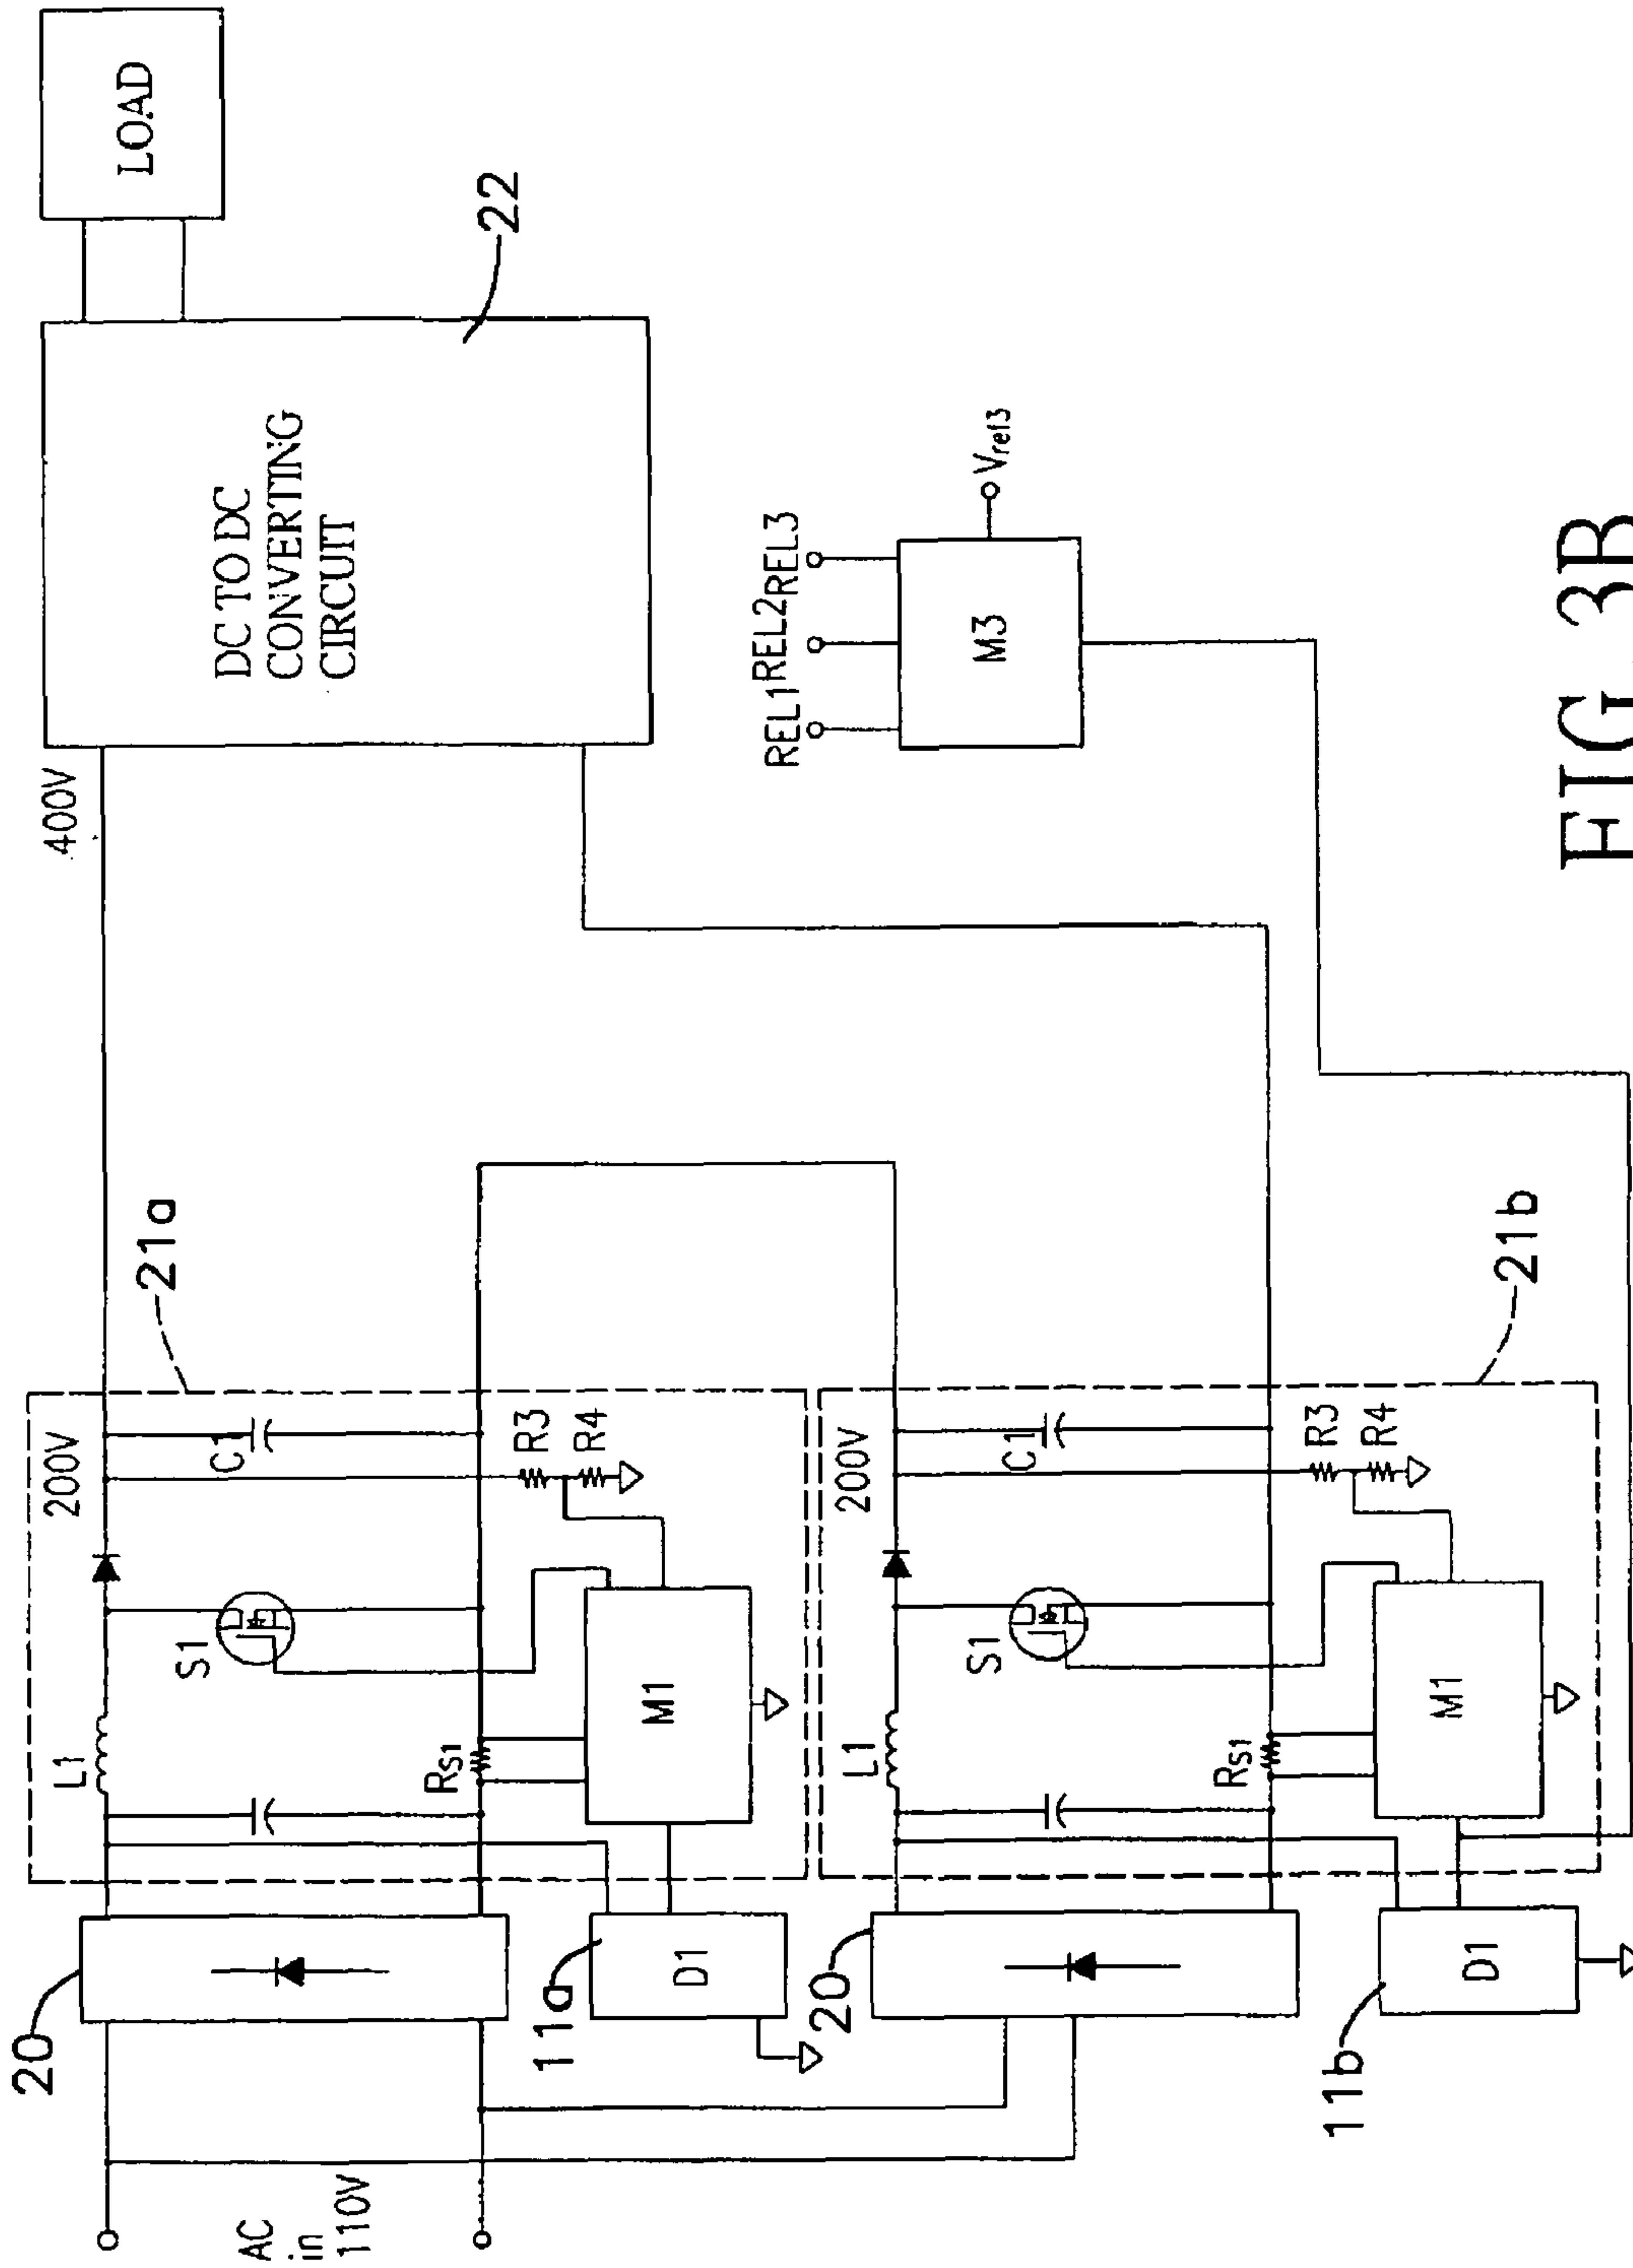 AC
in
110V
20
L1
S1
200V
C1
RS1
R3
R4
M1
21a
11a
D1
400V
DC TO DC
CONVERTING
CIRCUIT
22
LOAD
20
L1
S1
200V
C1
RS1
R3
R4
M1
21b
11b
D1
REL1
REL2
REL3
M3
Vref3
FIG 3B